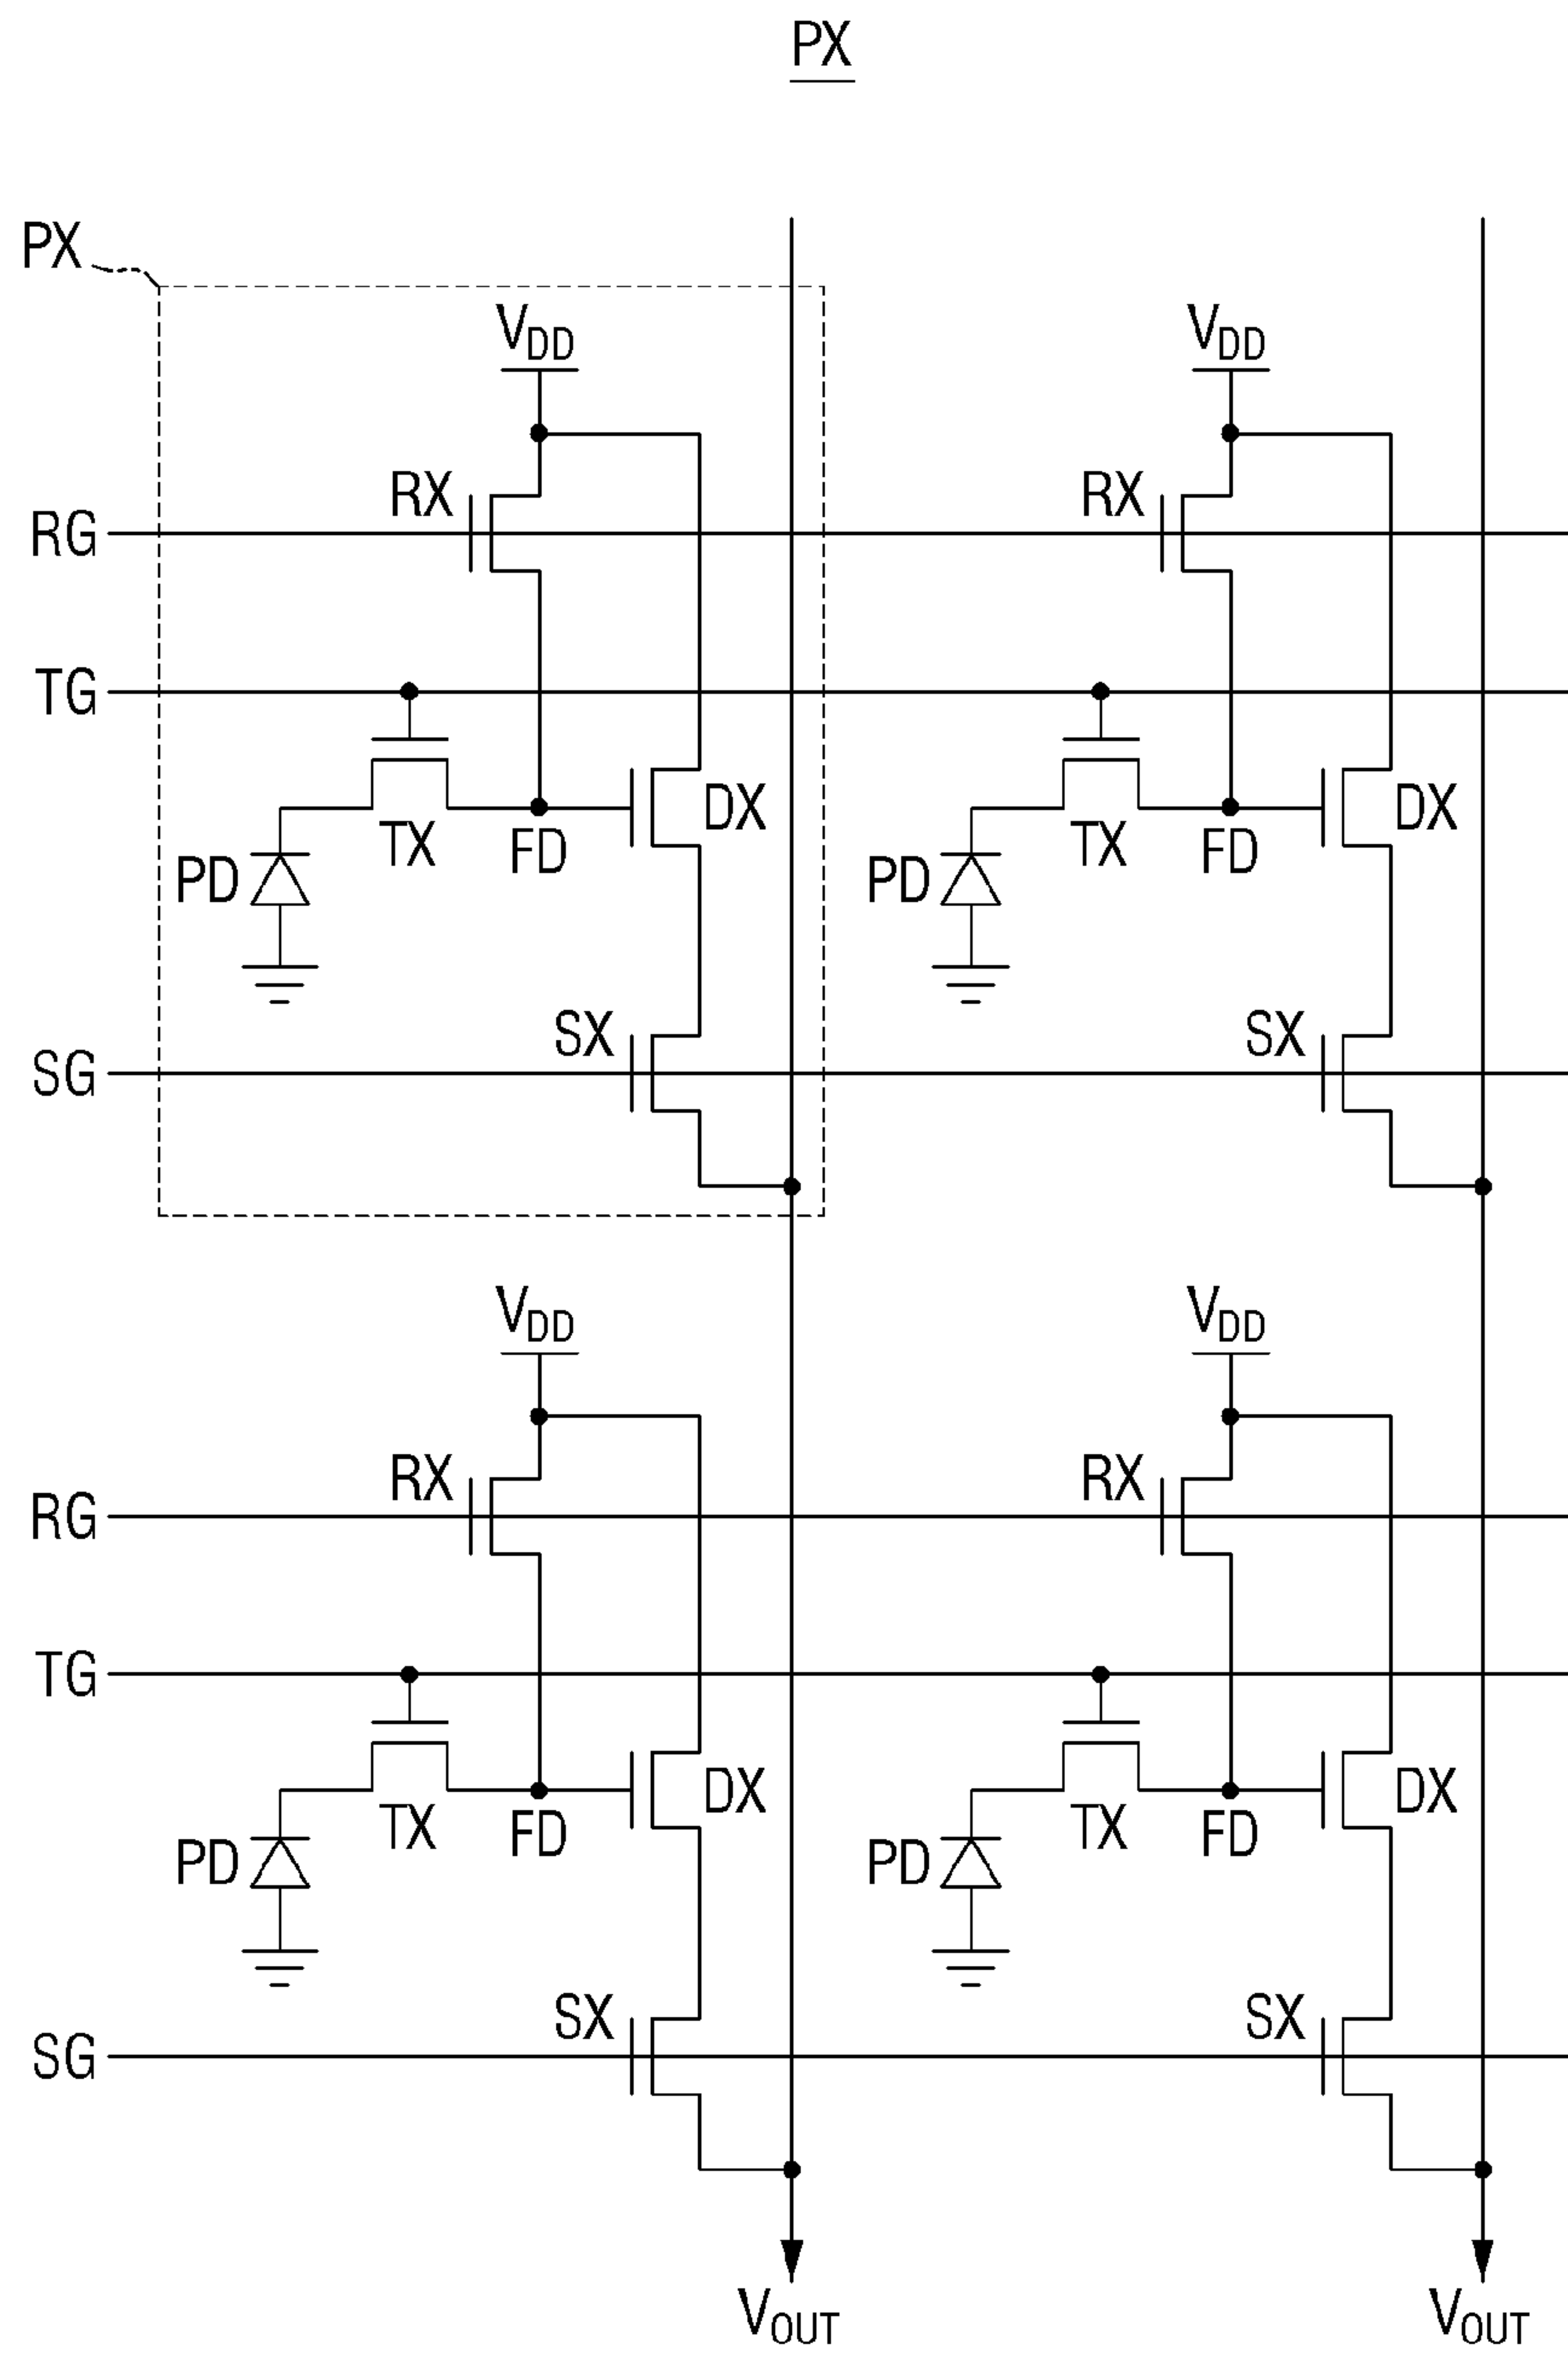 PX
PX
VDD VDD
RX RX
RG
TG
DX DX
TX FD TX FD
PD PD
SX SX
SG
VDD VDD
RX RX
RG
TG
DX DX
TX FD TX FD
PD PD
SX SX
SG
VOUT VOUT